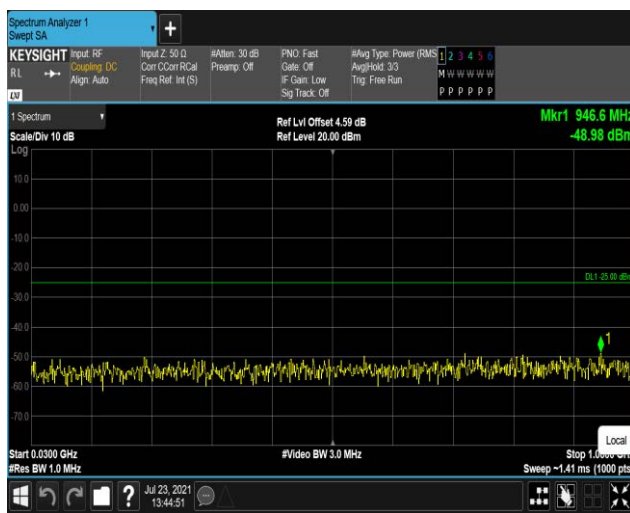 Spectrum Analyzer 1
Swept SA
+
KEYSIGHT
RL
LXI
Input: RF
Coupling: DC
Align: Auto
Input Z: 50 Ω
Corr CCorr RCal
Freq Ref: Int (S)
#Atten: 30 dB
Preamp: Off
PNO: Fast
Gate: Off
IF Gain: Low
Sig Track: Off
#Avg Type: Power (RMS
Avg|Hold: 3/3
Trig: Free Run
1 2 3 4 5 6
M W W W W W
P P P P P P
1 Spectrum
Scale/Div 10 dB
Ref Lvl Offset 4.59 dB
Ref Level 20.00 dBm
Mkr1 946.6 MHz
-48.98 dBm
Log
10.0
0.00
-10.0
-20.0
DL1 -25.00 dBm
-30.0
-40.0
1
-50.0
-60.0
-70.0
Local
Start 0.0300 GHz
#Video BW 3.0 MHz
Stop
#Res BW 1.0 MHz
Sweep ~1.41 ms (1000 pts
?
Jul 23, 2021
13:44:51